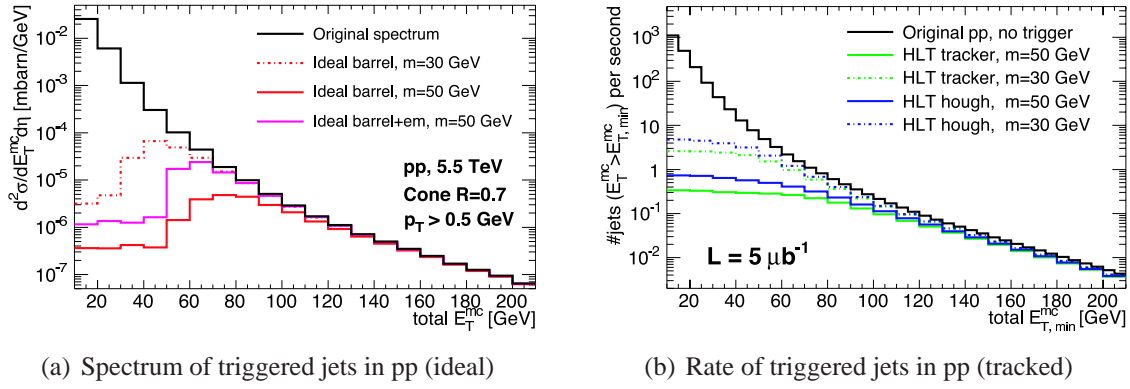 10^-2
10^-3
10^-4
10^-5
10^-6
10^-7
d²σ/dE_T^mc dη [mbarn/GeV]
Original spectrum
Ideal barrel, m=30 GeV
Ideal barrel, m=50 GeV
Ideal barrel+em, m=50 GeV
pp, 5.5 TeV
Cone R=0.7
p_T > 0.5 GeV
20 40 60 80 100 120 140 160 180 200
total E_T^mc [GeV]
(a) Spectrum of triggered jets in pp (ideal)
10^3
10^2
10
1
10^-1
10^-2
#jets (E_T^mc>E_T,min^mc) per second
Original pp, no trigger
HLT tracker, m=50 GeV
HLT tracker, m=30 GeV
HLT hough, m=50 GeV
HLT hough, m=30 GeV
L = 5 μb^-1
20 40 60 80 100 120 140 160 180 200
total E_T,min^mc [GeV]
(b) Rate of triggered jets in pp (tracked)